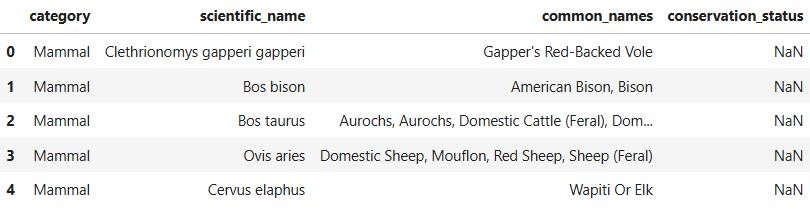 category scientific_name common_names conservation_status
0 Mammal Clethrionomys gapperi gapperi Gapper's Red-Backed Vole NaN
1 Mammal Bos bison American Bison, Bison NaN
2 Mammal Bos taurus Aurochs, Aurochs, Domestic Cattle (Feral), Dom... NaN
3 Mammal Ovis aries Domestic Sheep, Mouflon, Red Sheep, Sheep (Feral) NaN
4 Mammal Cervus elaphus Wapiti Or Elk NaN